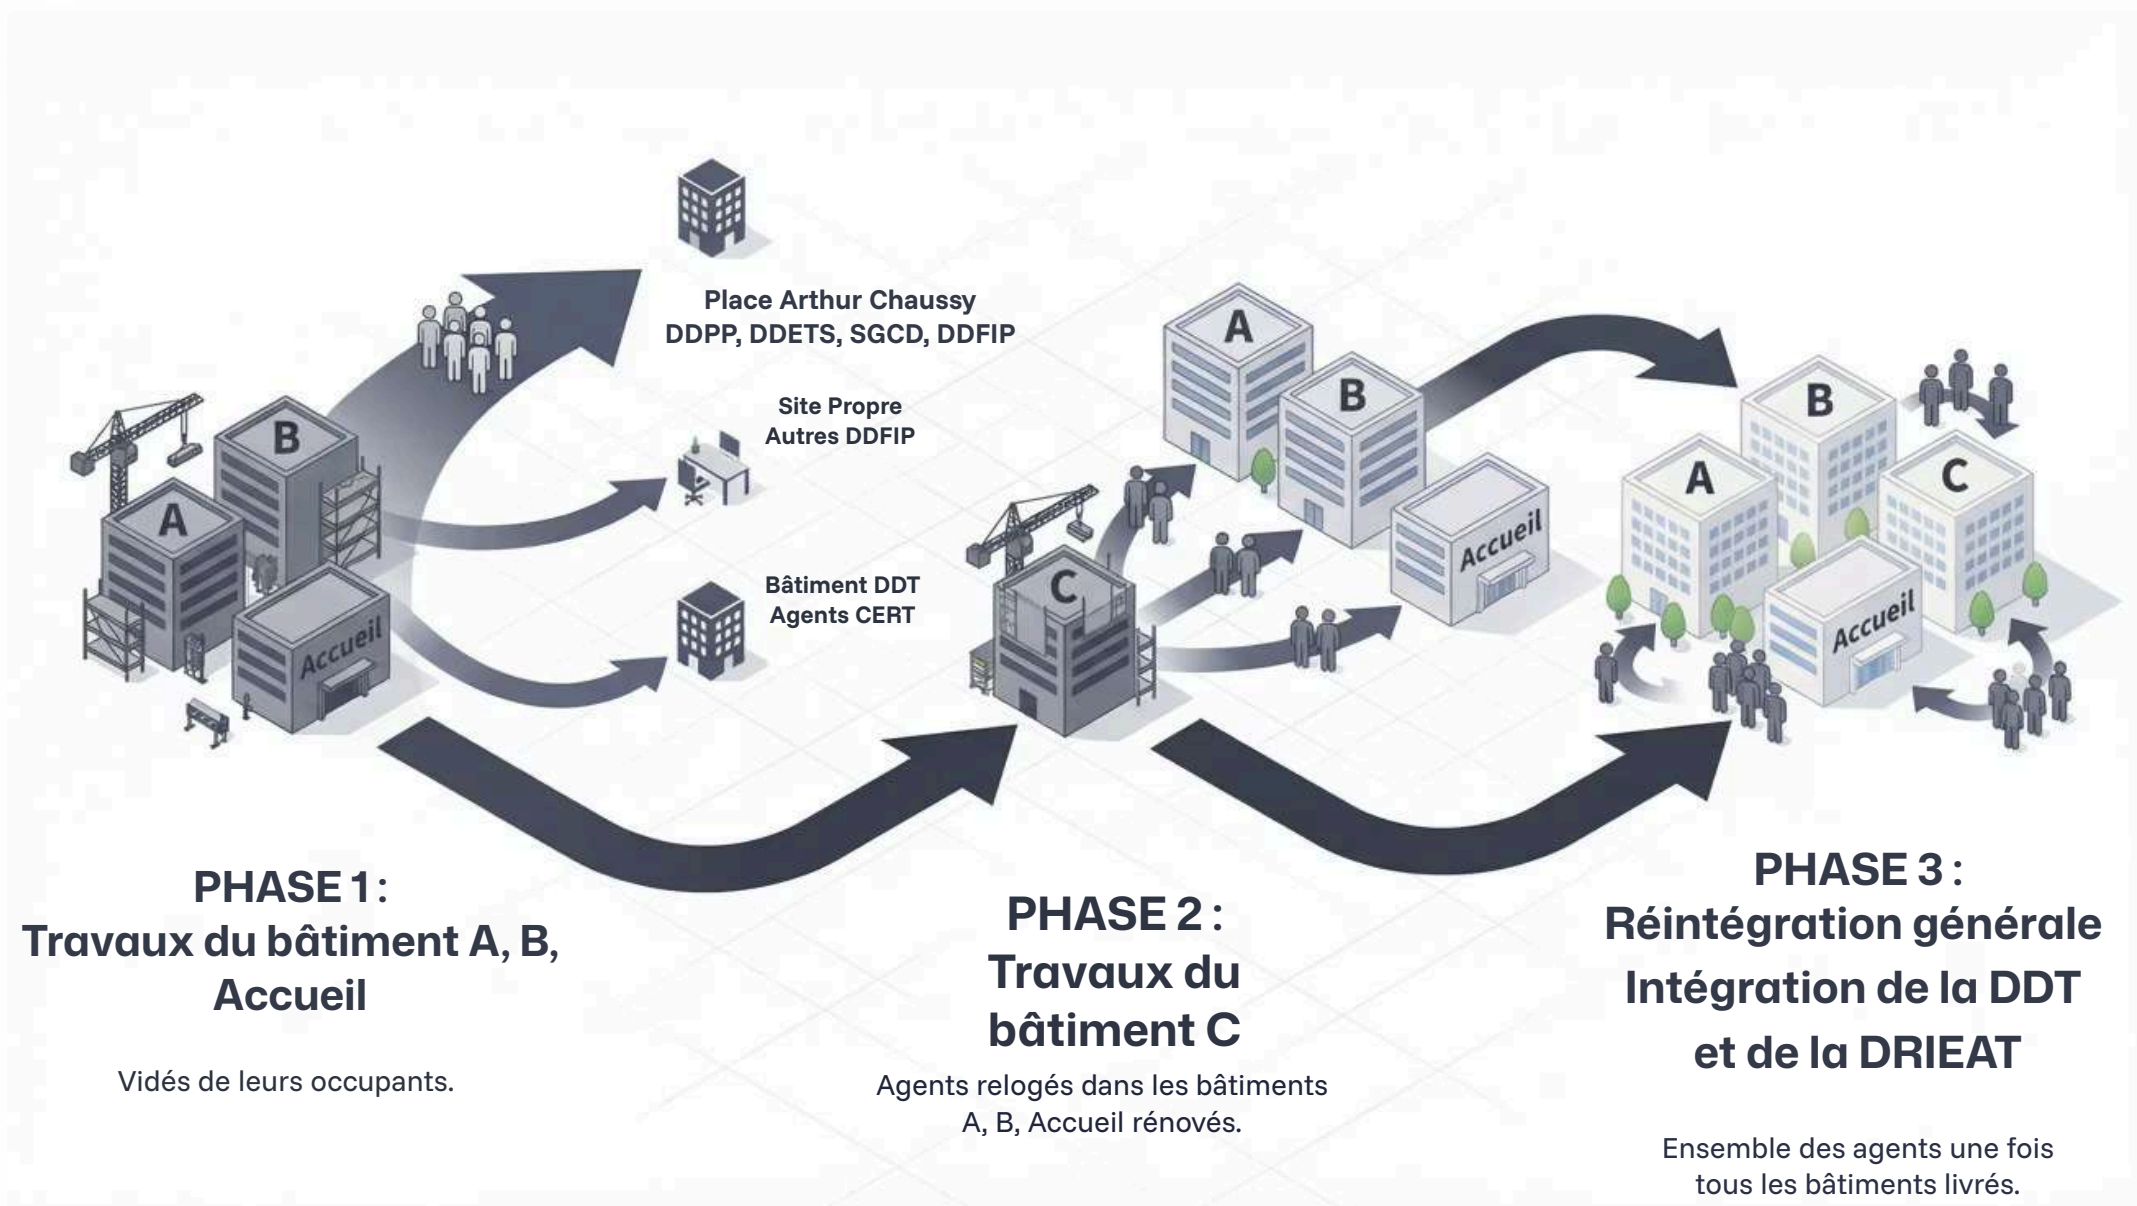 Place Arthur Chaussy
DDPP, DDETS, SGCD, DDFIP
Site Propre
Autres DDFIP
Bâtiment DDT
Agents CERT
B
A
Accueil
A
B
Accueil
C
B
A
C
Accueil
PHASE 1 :
Travaux du bâtiment A, B,
Accueil
Vidés de leurs occupants.
PHASE 2 :
Travaux du
bâtiment C
Agents relogés dans les bâtiments
A, B, Accueil rénovés.
PHASE 3 :
Réintégration générale
Intégration de la DDT
et de la DRIEAT
Ensemble des agents une fois
tous les bâtiments livrés.